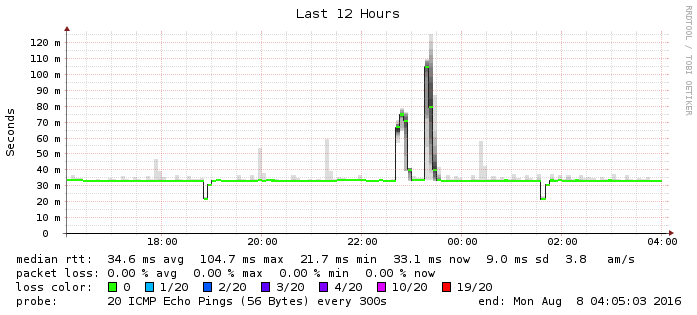 Last 12 Hours
RRDTOOL / TOBI OETIKER
Seconds
120 m
110 m
100 m
90 m
80 m
70 m
60 m
50 m
40 m
30 m
20 m
10 m
0
18:00 20:00 22:00 00:00 02:00 04:00
median rtt: 34.6 ms avg 104.7 ms max 21.7 ms min 33.1 ms now 9.0 ms sd 3.8 am/s
packet loss: 0.00 % avg 0.00 % max 0.00 % min 0.00 % now
loss color: 0 1/20 2/20 3/20 4/20 10/20 19/20
probe: 20 ICMP Echo Pings (56 Bytes) every 300s end: Mon Aug 8 04:05:03 2016